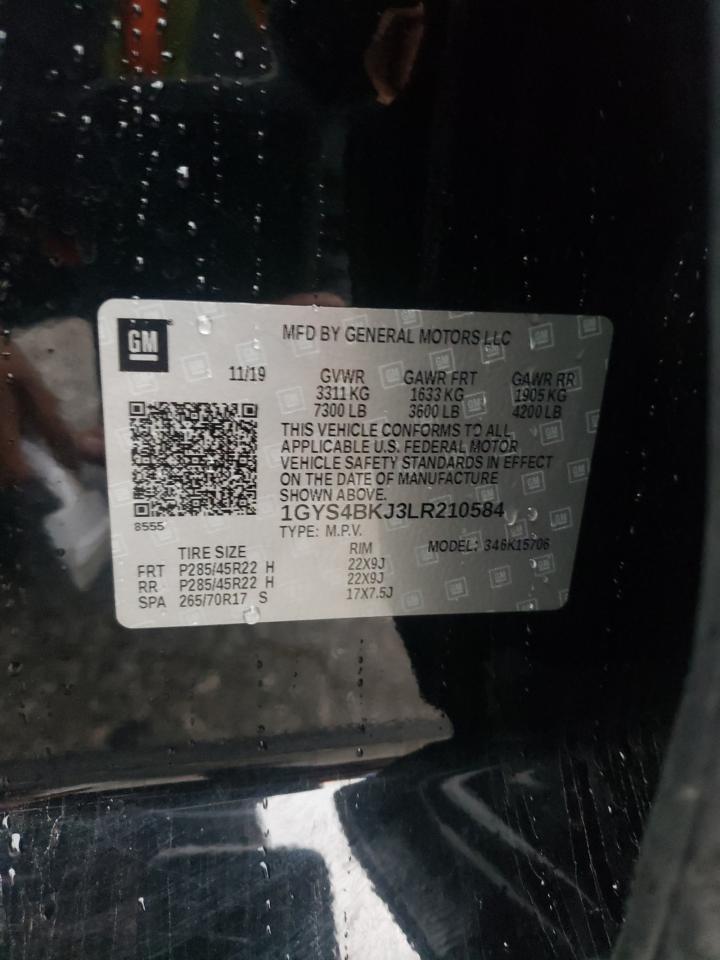 GM
MFD BY GENERAL MOTORS LLC
11/19 GVWR GAWR FRT GAWR RR
3311 KG 1633 KG 1905 KG
7300 LB 3600 LB 4200 LB
THIS VEHICLE CONFORMS TO ALL
APPLICABLE U.S. FEDERAL MOTOR
VEHICLE SAFETY STANDARDS IN EFFECT
ON THE DATE OF MANUFACTURE
SHOWN ABOVE.
1GYS4BKJ3LR210584
8555
TYPE: M.P.V. MODEL: 346K15706
TIRE SIZE RIM
FRT P285/45R22 H 22X9J
RR P285/45R22 H 22X9J
SPA 265/70R17 S 17X7.5J